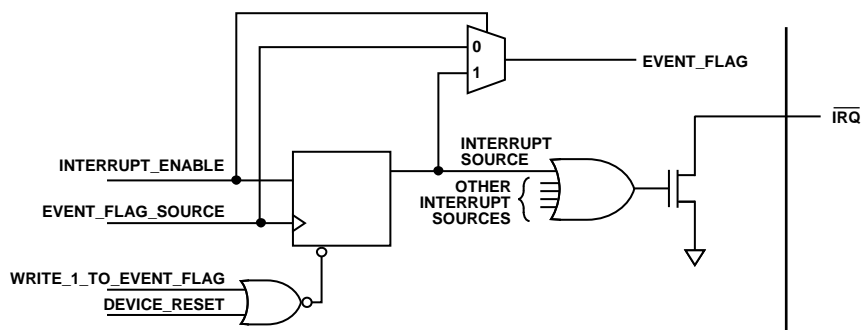 0
EVENT_FLAG
1
IRQ
INTERRUPT
SOURCE
INTERRUPT_ENABLE
OTHER
INTERRUPT
SOURCES
EVENT_FLAG_SOURCE
WRITE_1_TO_EVENT_FLAG
DEVICE_RESET